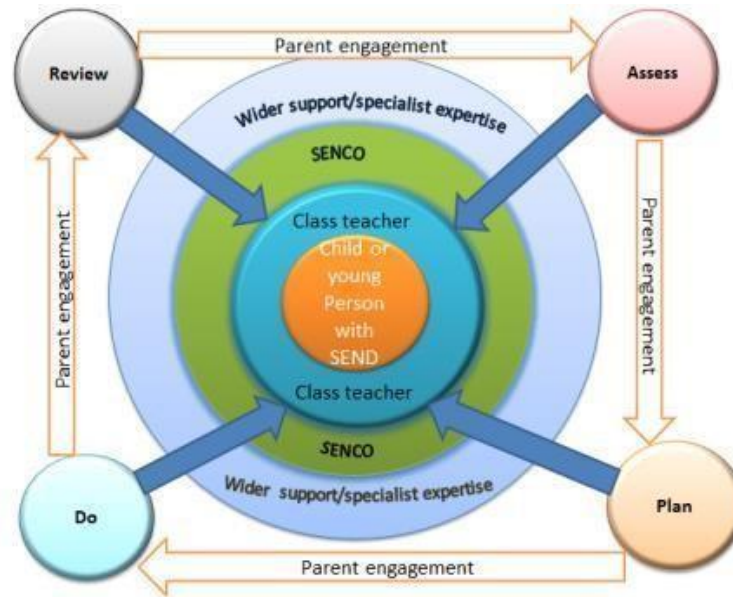 Parent engagement
Review
Assess
Wider support/specialist expertise
SENCO
Class teacher
Child or
young
Person
with
SEND
Class teacher
SENCO
Wider support/specialist expertise
Parent engagement
Parent engagement
Do
Plan
Parent engagement